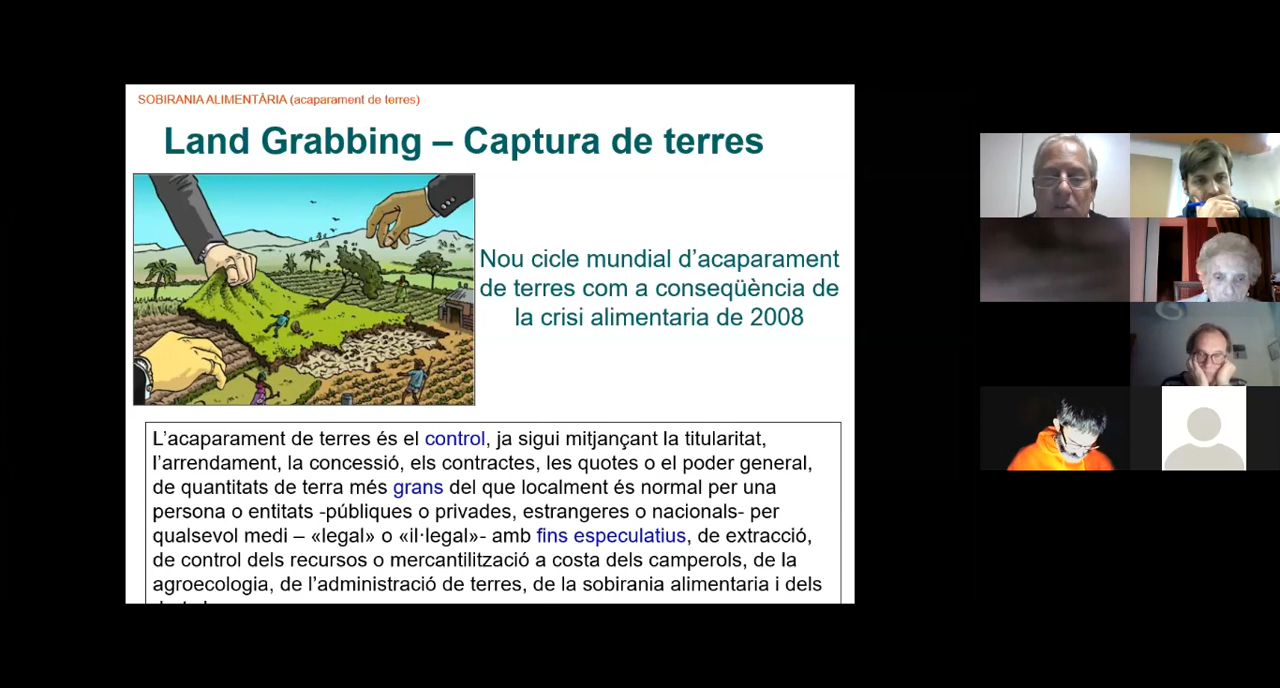 SOBIRANIA ALIMENTÀRIA (acaparament de terres)
Land Grabbing – Captura de terres
Nou cicle mundial d’acaparament
de terres com a conseqüència de
la crisi alimentaria de 2008
L’acaparament de terres és el control, ja sigui mitjançant la titularitat,
l’arrendament, la concessió, els contractes, les quotes o el poder general,
de quantitats de terra més grans del que localment és normal per una
persona o entitats -públiques o privades, estrangeres o nacionals- per
qualsevol medi – «legal» o «il·legal»- amb fins especulatius, de extracció,
de control dels recursos o mercantilització a costa dels camperols, de la
agroecologia, de l’administració de terres, de la sobirania alimentaria i dels